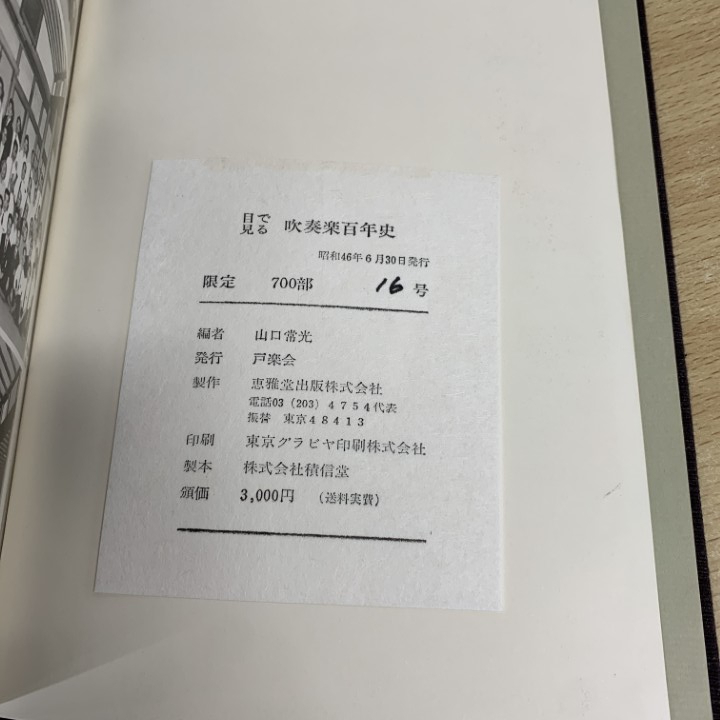 目で見る 吹奏楽百年史
昭和46年6月30日発行
限定 700部 16号
編者 山口常光
発行 戸楽会
製作 恵雅堂出版株式会社
電話03（203）4754代表
振替 東京48413
印刷 東京グラビヤ印刷株式会社
製本 株式会社積信堂
頒価 3,000円 （送料実費）